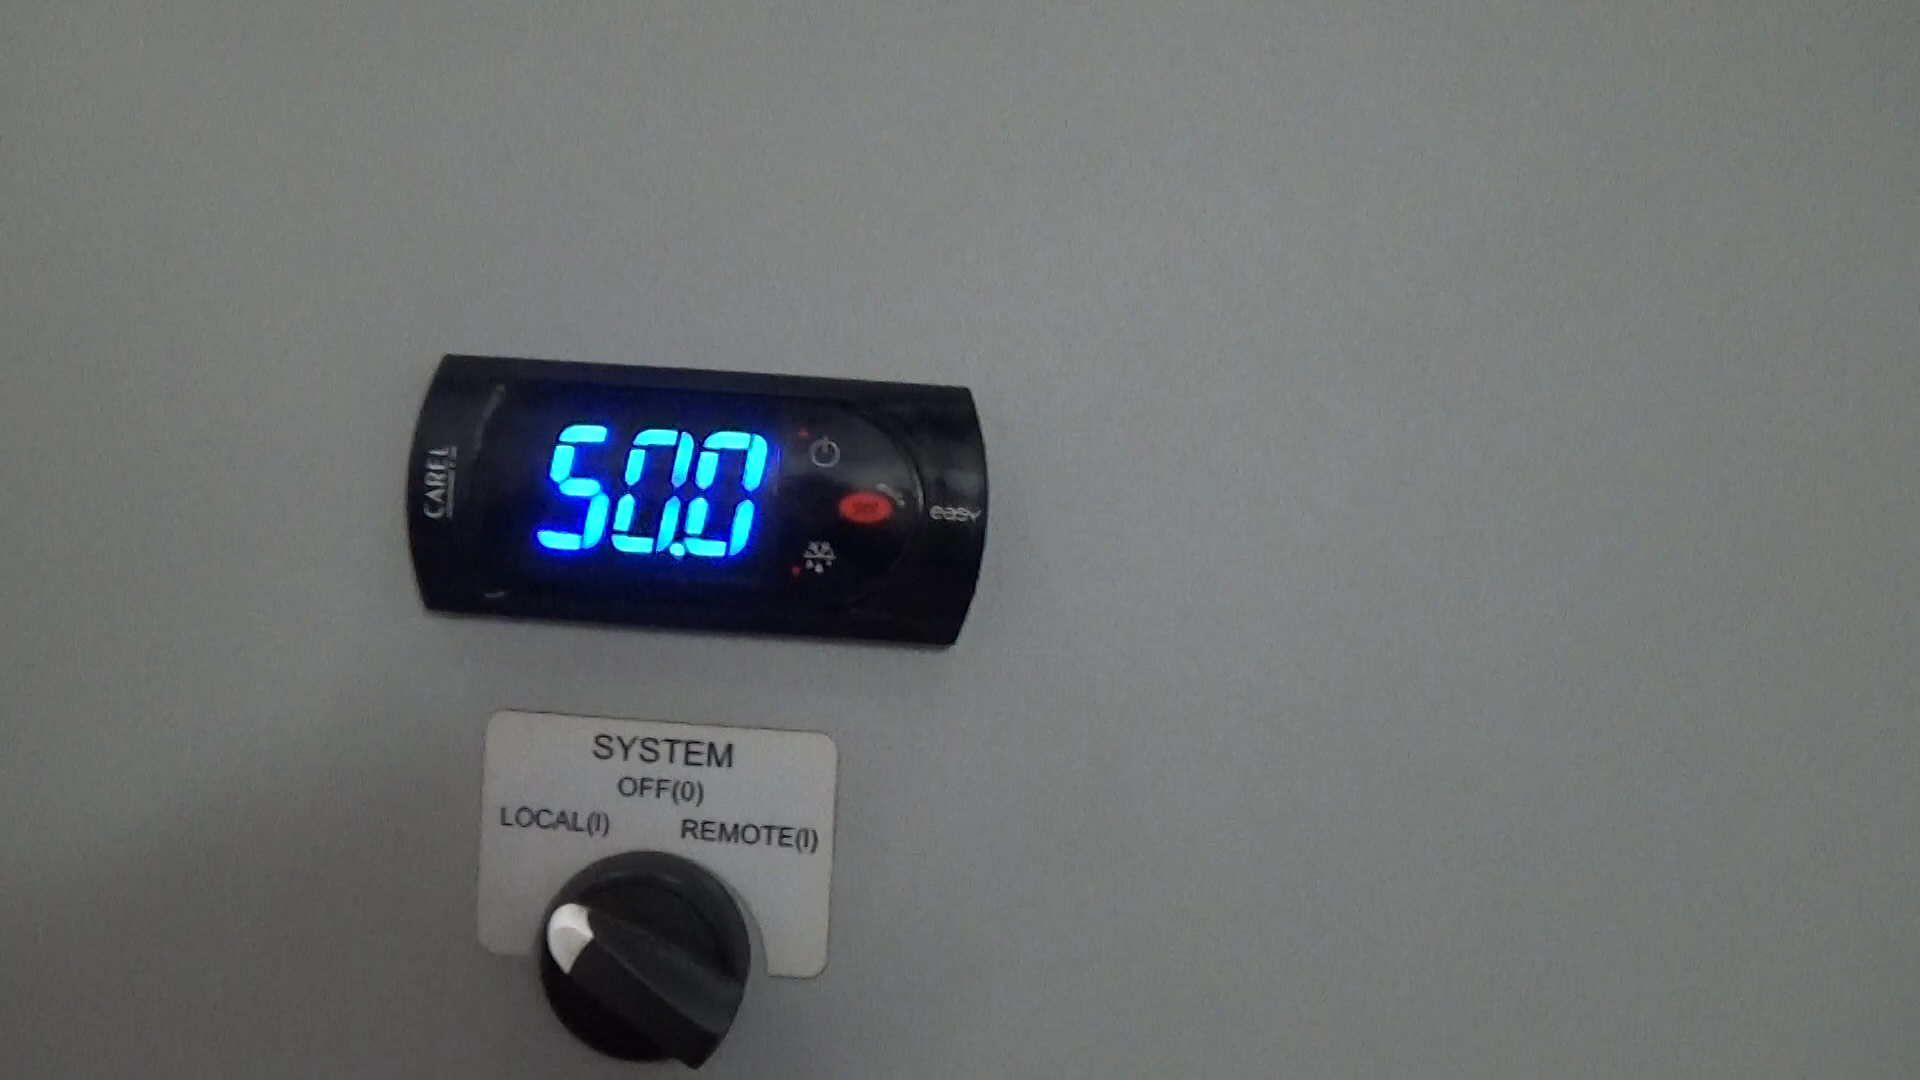 CAREL
50.0
easy
SYSTEM
OFF(0)
LOCAL(I) REMOTE(I)